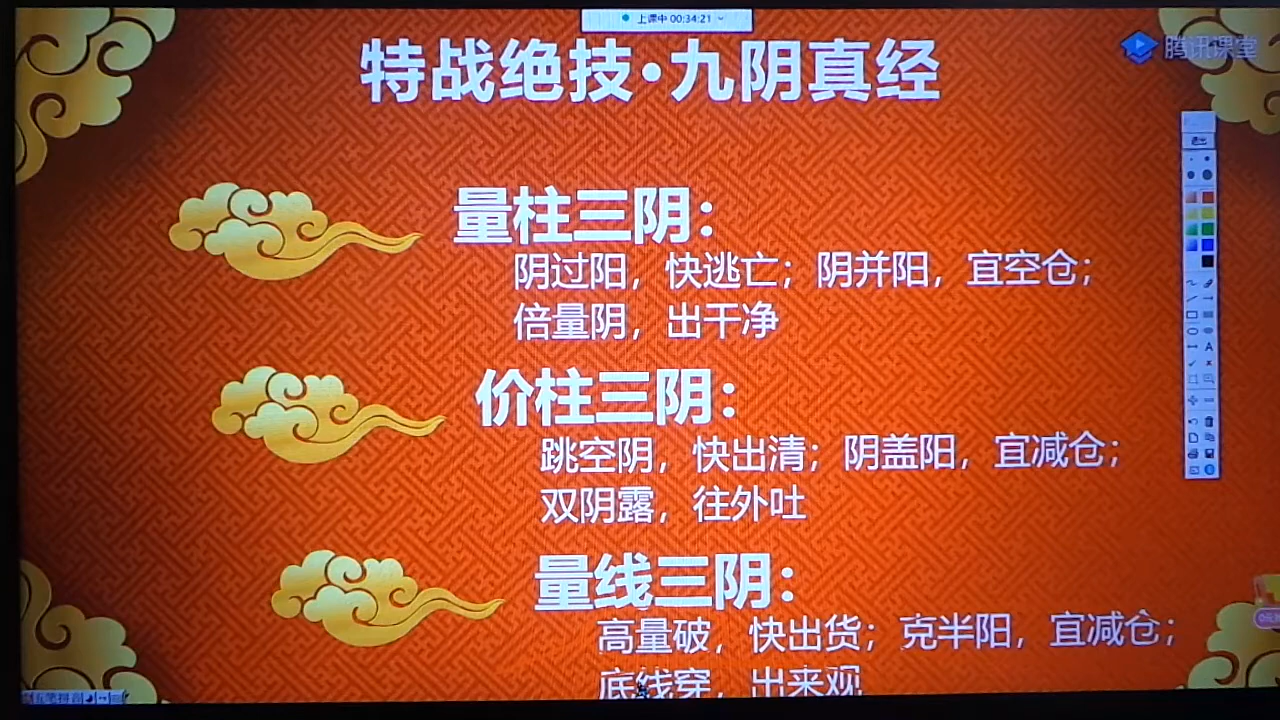 上课中 00:34:21
腾讯课堂
特战绝技·九阴真经
退出
量柱三阴：
阴过阳，快逃亡；阴并阳，宜空仓；
倍量阴，出干净
价柱三阴：
跳空阴，快出清；阴盖阳，宜减仓；
双阴露，往外吐
量线三阴：
高量破，快出货；克半阳，宜减仓；
底线穿，出来观